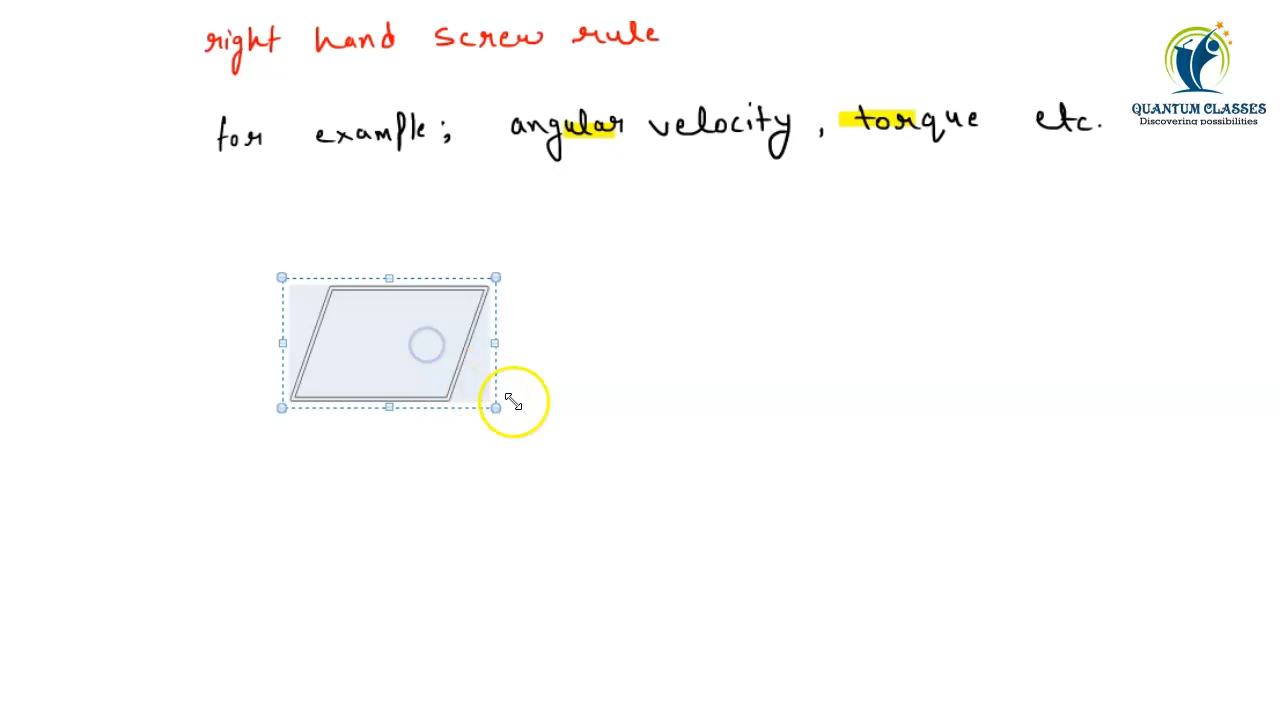 right hand screw rule
for example; angular velocity, torque etc.
QUANTUM CLASSES
Discovering possibilities